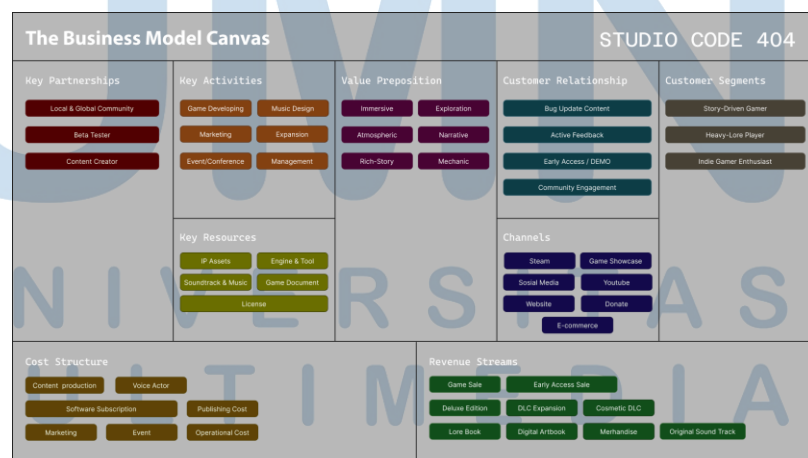 The Business Model Canvas
STUDIO CODE 404
Key Partnerships
Local & Global Community
Beta Tester
Content Creator
Key Activities
Game Developing
Music Design
Marketing
Expansion
Event/Conference
Management
Key Resources
IP Assets
Engine & Tool
Soundtrack & Music
Game Document
License
Value Preposition
Immersive
Exploration
Atmospheric
Narrative
Rich-Story
Mechanic
Customer Relationship
Bug Update Content
Active Feedback
Early Access / DEMO
Community Engagement
Channels
Steam
Game Showcase
Sosial Media
Youtube
Website
Donate
E-commerce
Customer Segments
Story-Driven Gamer
Heavy-Lore Player
Indie Gamer Enthusiast
Cost Structure
Content production
Voice Actor
Software Subscription
Publishing Cost
Marketing
Event
Operational Cost
Revenue Streams
Game Sale
Early Access Sale
Deluxe Edition
DLC Expansion
Cosmetic DLC
Lore Book
Digital Artbook
Merhandise
Original Sound Track
UMN
NIVERSITAS
ULTIMEDIA